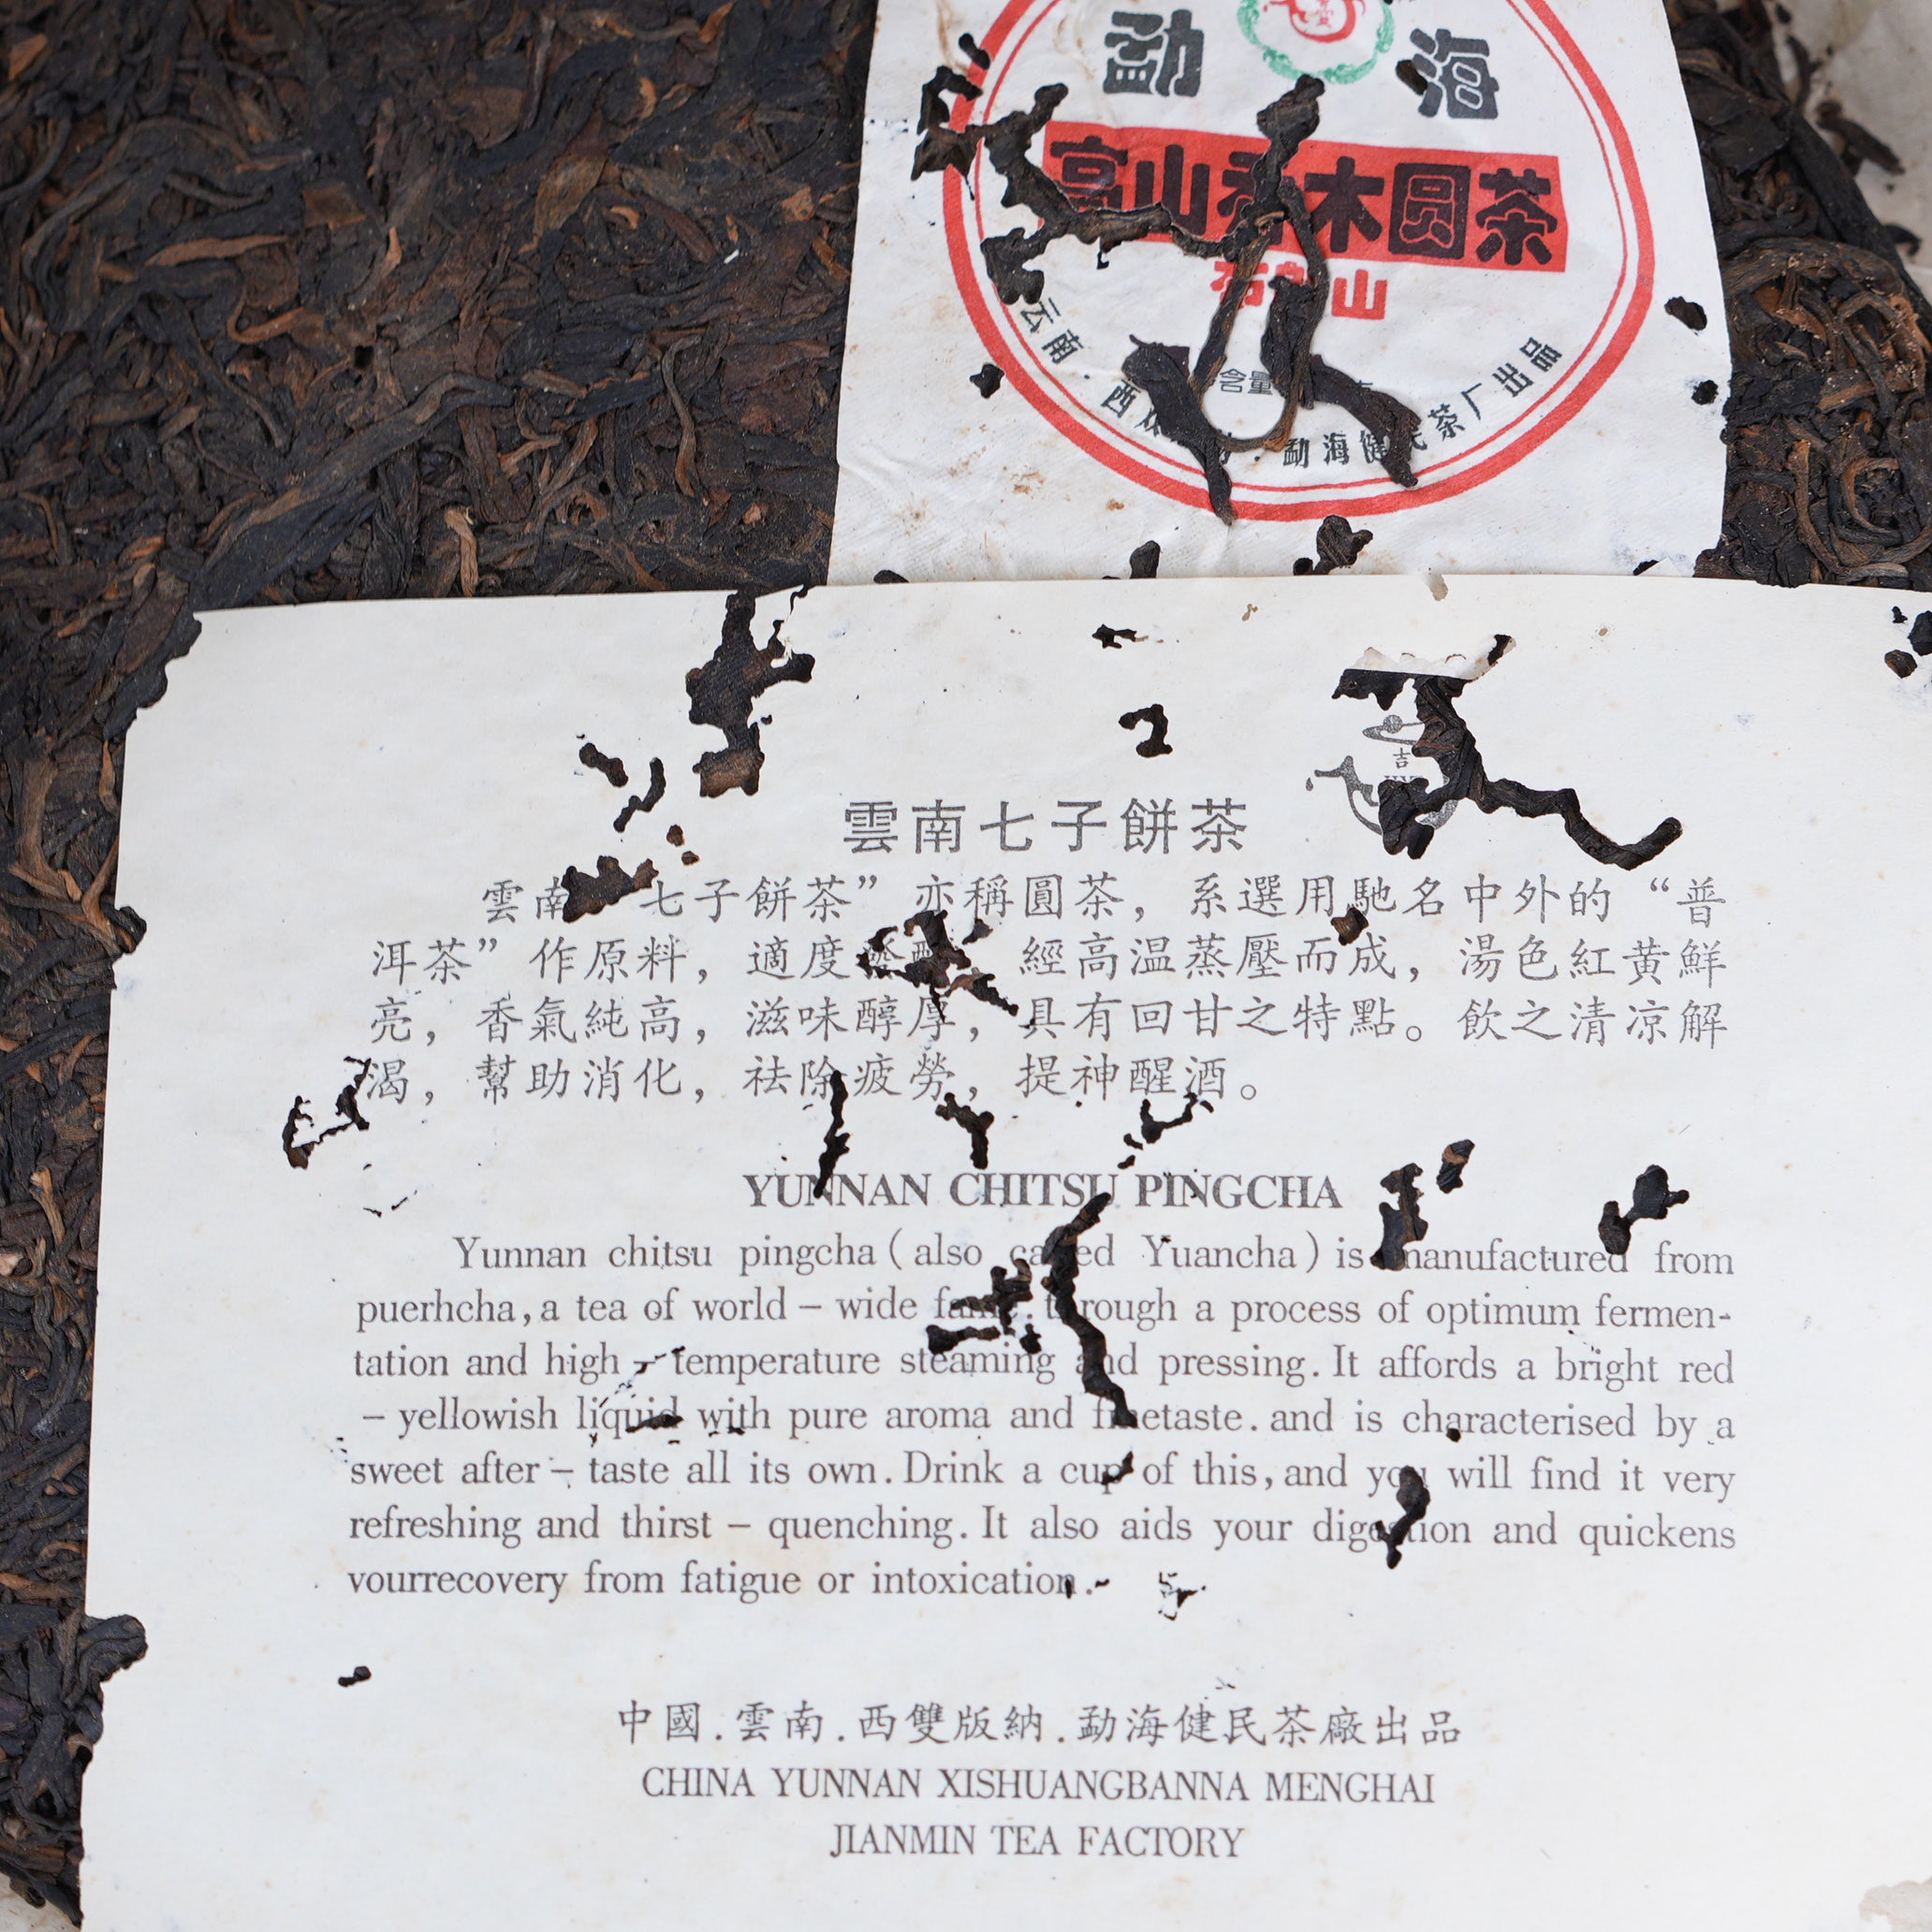 勐海
高山乔木圆茶
山
云南·西
勐海健民茶厂出品
含量
吉
雲南七子餅茶
雲南 七子餅茶”亦稱圓茶，系選用馳名中外的“普
洱茶”作原料，適度 經高温蒸壓而成，湯色紅黄鮮
亮，香氣純高，滋味醇厚，具有回甘之特點。飲之清凉解
渴，幫助消化，祛除疲勞，提神醒酒。
YUNNAN CHITSU PINGCHA
Yunnan chitsu pingcha (also called Yuancha) is manufactured from
puerhcha, a tea of world – wide fame. through a process of optimum fermen-
tation and high – temperature steaming and pressing. It affords a bright red
– yellowish liquid with pure aroma and finetaste. and is characterised by a
sweet after – taste all its own. Drink a cup of this, and you will find it very
refreshing and thirst – quenching. It also aids your digestion and quickens
vourrecovery from fatigue or intoxication.
中國.雲南.西雙版納.勐海健民茶廠出品
CHINA YUNNAN XISHUANGBANNA MENGHAI
JIANMIN TEA FACTORY